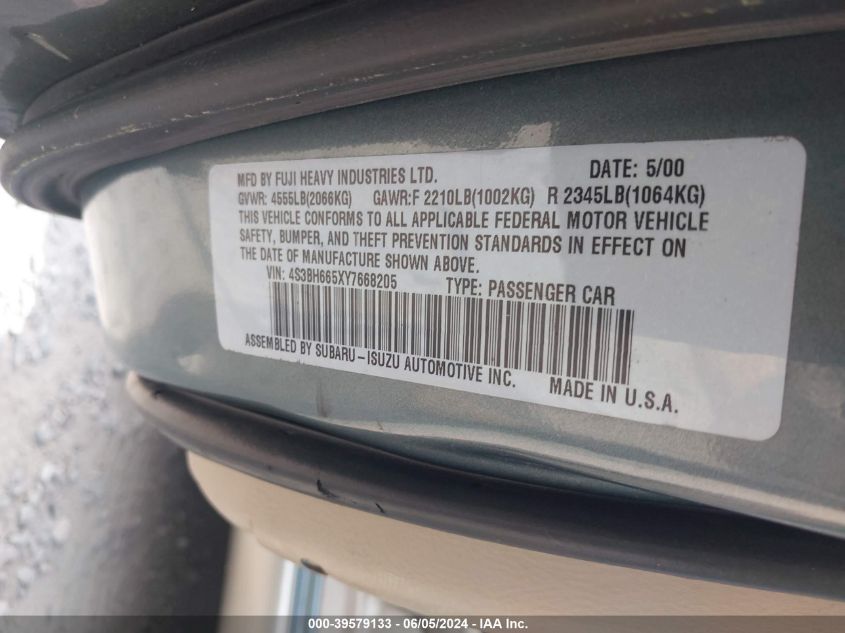 MFD BY FUJI HEAVY INDUSTRIES LTD. DATE: 5/00
GVWR: 4555LB(2066KG) GAWR:F 2210LB(1002KG) R 2345LB(1064KG)
THIS VEHICLE CONFORMS TO ALL APPLICABLE FEDERAL MOTOR VEHICLE
SAFETY, BUMPER, AND THEFT PREVENTION STANDARDS IN EFFECT ON
THE DATE OF MANUFACTURE SHOWN ABOVE.
VIN: 4S3BH665XY7668205 TYPE: PASSENGER CAR
ASSEMBLED BY SUBARU-ISUZU AUTOMOTIVE INC. MADE IN U.S.A.
000-39579133 - 06/05/2024 - IAA Inc.